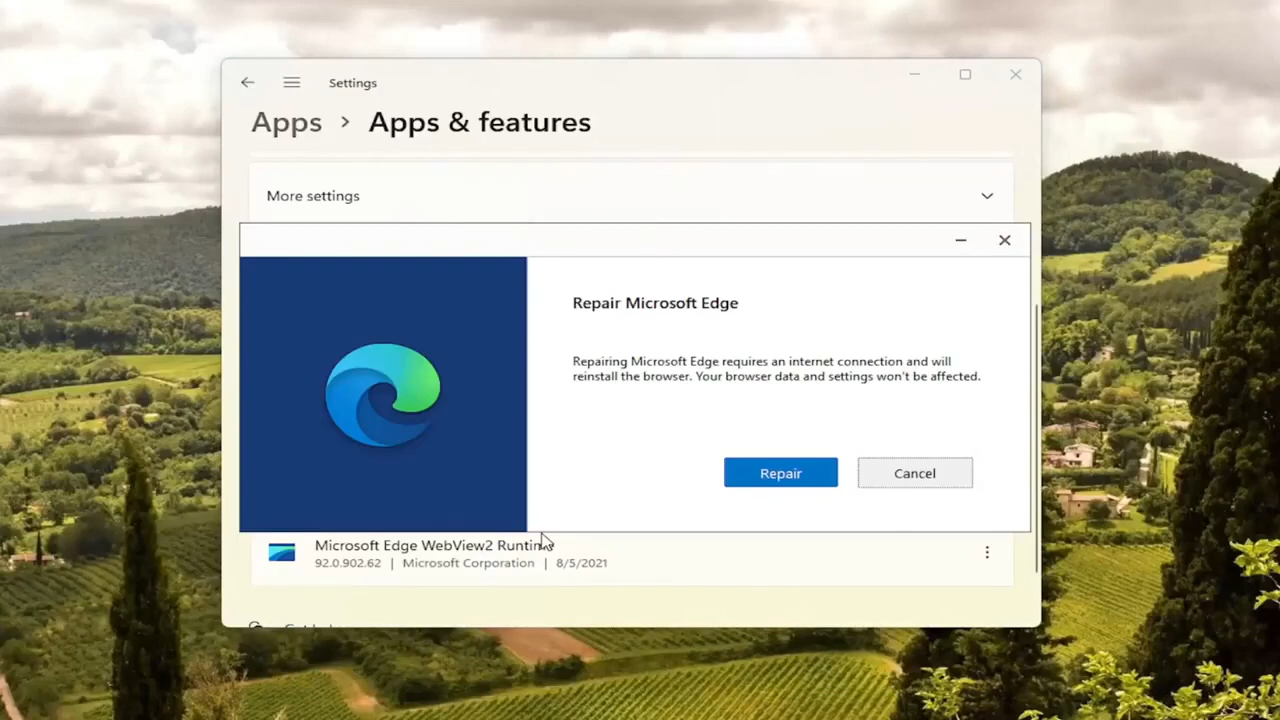 Settings
Apps > Apps & features
More settings
Repair Microsoft Edge
Repairing Microsoft Edge requires an internet connection and will
reinstall the browser. Your browser data and settings won't be affected.
Repair
Cancel
Microsoft Edge WebView2 Runtime
92.0.902.62 | Microsoft Corporation | 8/5/2021